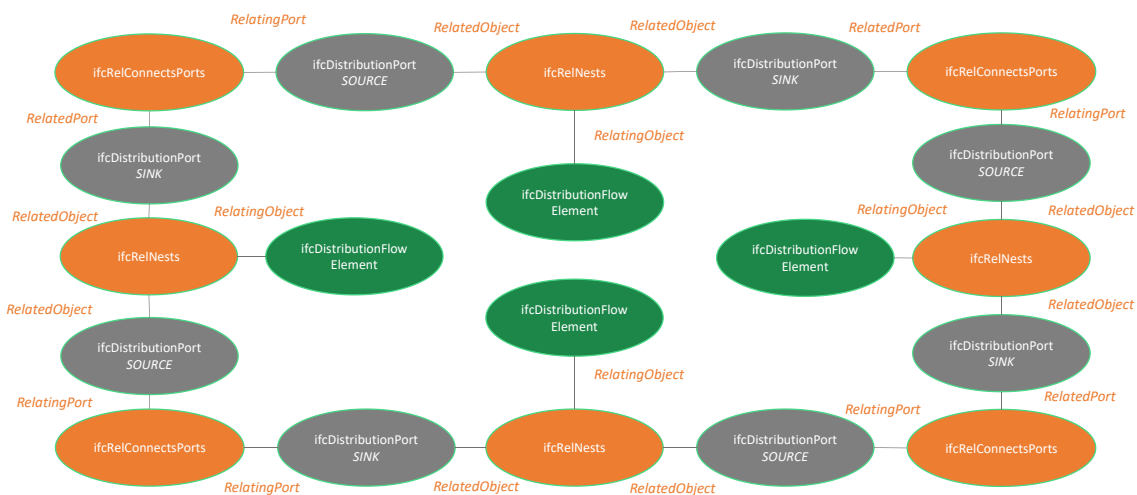 RelatingPort
RelatedObject
RelatedObject
RelatedPort
ifcRelConnectsPorts
ifcDistributionPort
SOURCE
ifcRelNests
ifcDistributionPort
SINK
ifcRelConnectsPorts
RelatedPort
RelatingObject
RelatingPort
ifcDistributionPort
SINK
ifcDistributionPort
SOURCE
ifcDistributionFlow
Element
RelatedObject
RelatingObject
RelatingObject
RelatedObject
ifcRelNests
ifcDistributionFlow
Element
ifcDistributionFlow
Element
ifcRelNests
RelatedObject
ifcDistributionFlow
Element
RelatedObject
ifcDistributionPort
SOURCE
ifcDistributionPort
SINK
RelatingObject
RelatingPort
RelatingPort
RelatedPort
ifcRelConnectsPorts
ifcDistributionPort
SINK
ifcRelNests
ifcDistributionPort
SOURCE
ifcRelConnectsPorts
RelatingPort
RelatedObject
RelatedObject